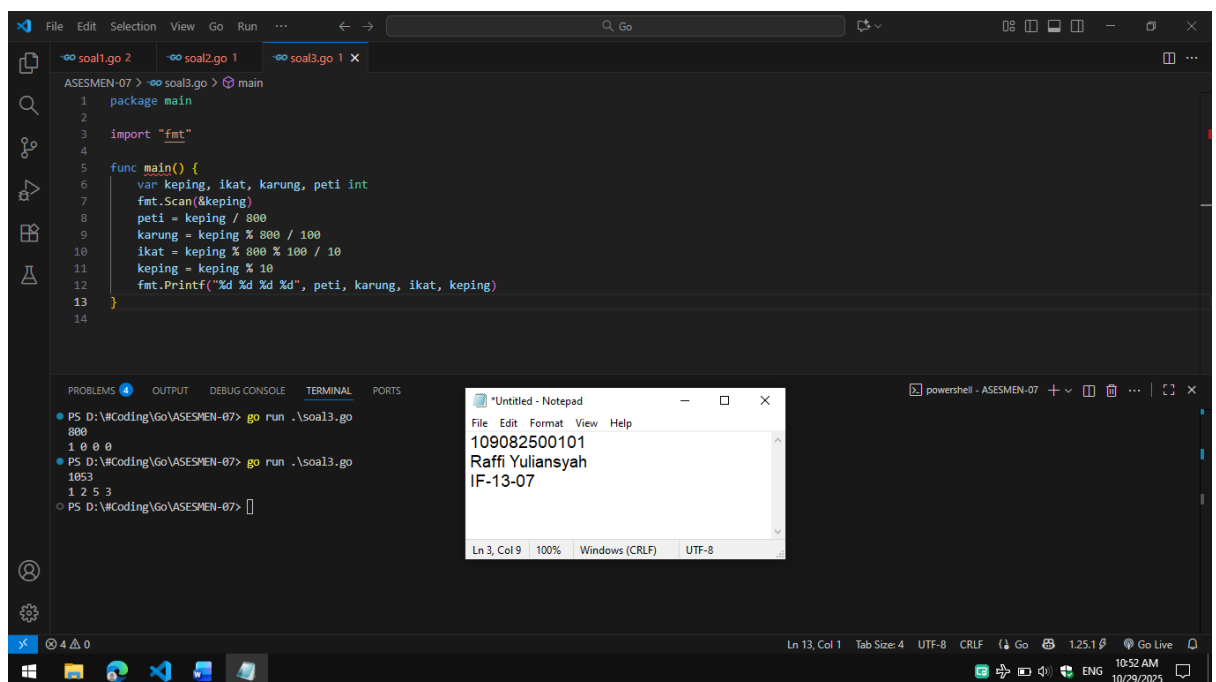 File Edit Selection View Go Run ··· Go
soal1.go 2 soal2.go 1 soal3.go 1
ASESMEN-07 > soal3.go > main
1 package main
2
3 import "fmt"
4
5 func main() {
6 var keping, ikat, karung, peti int
7 fmt.Scan(&keping)
8 peti = keping / 800
9 karung = keping % 800 / 100
10 ikat = keping % 800 % 100 / 10
11 keping = keping % 10
12 fmt.Printf("%d %d %d %d", peti, karung, ikat, keping)
13 }
14
PROBLEMS 4 OUTPUT DEBUG CONSOLE TERMINAL PORTS powershell - ASESMEN-07
PS D:\#Coding\Go\ASESMEN-07> go run .\soal3.go
800
1 0 0 0
PS D:\#Coding\Go\ASESMEN-07> go run .\soal3.go
1053
1 2 5 3
PS D:\#Coding\Go\ASESMEN-07>
*Untitled - Notepad
File Edit Format View Help
109082500101
Raffi Yuliansyah
IF-13-07
Ln 3, Col 9 100% Windows (CRLF) UTF-8
4 0 Ln 13, Col 1 Tab Size: 4 UTF-8 CRLF Go 1.25.1 Go Live
ENG 10:52 AM
10/29/2025